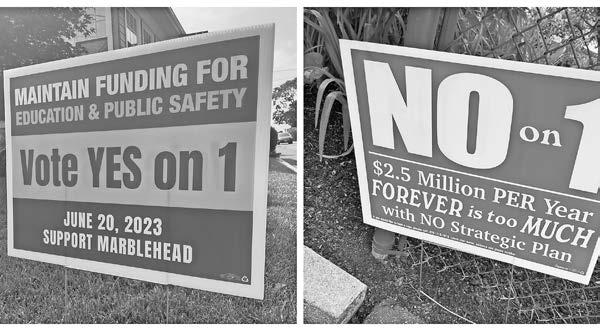 MAINTAIN FUNDING FOR
EDUCATION & PUBLIC SAFETY
Vote YES on 1
JUNE 20, 2023
SUPPORT MARBLEHEAD
NO on 1
$2.5 Million PER Year
FOREVER is too MUCH
with NO Strategic Plan